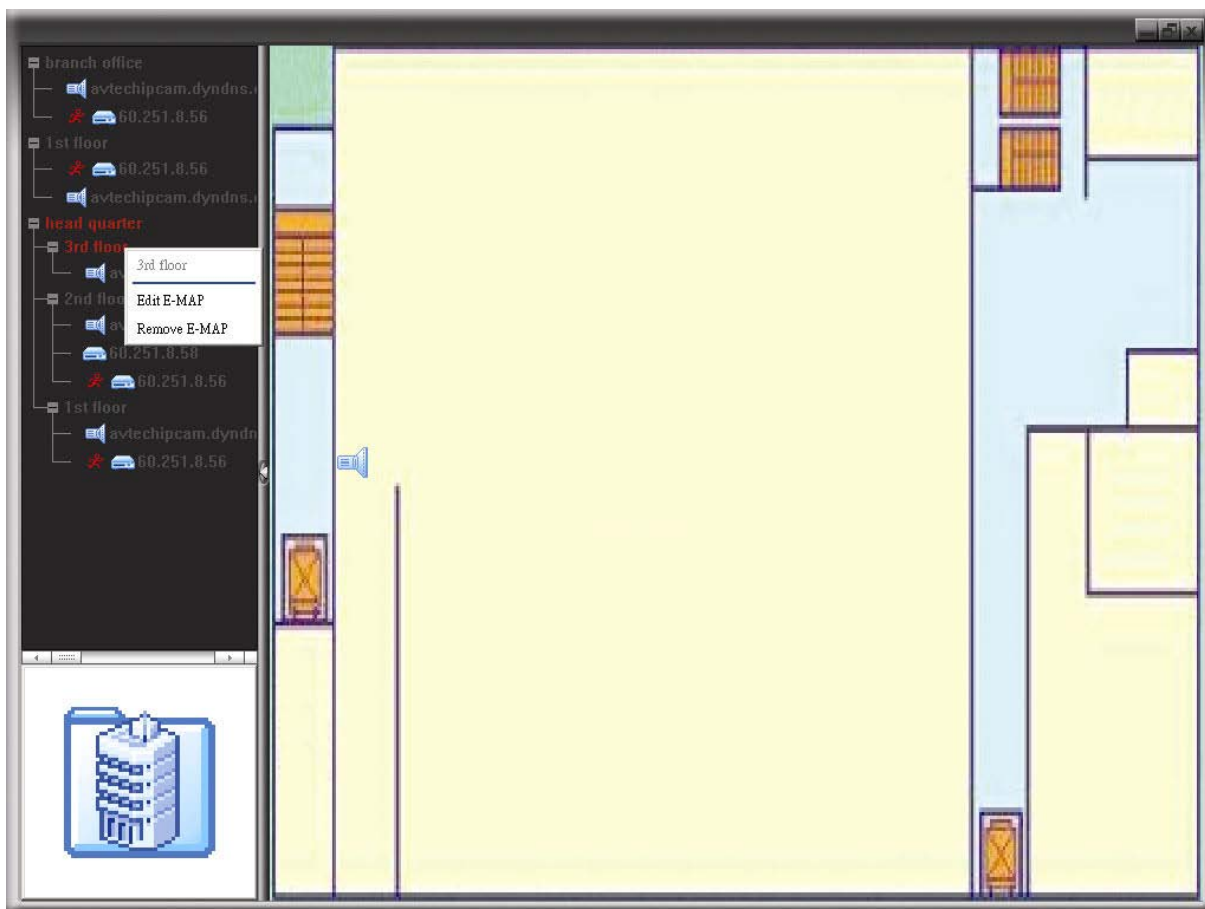 branch office
avtechipcam.dyndns.
60.251.8.56
1st floor
60.251.8.56
avtechipcam.dyndns.
head quarter
3rd floor
3rd floor
av
Edit E-MAP
2nd floo
av
Remove E-MAP
60.251.8.58
60.251.8.56
1st floor
avtechipcam.dyndn
60.251.8.56